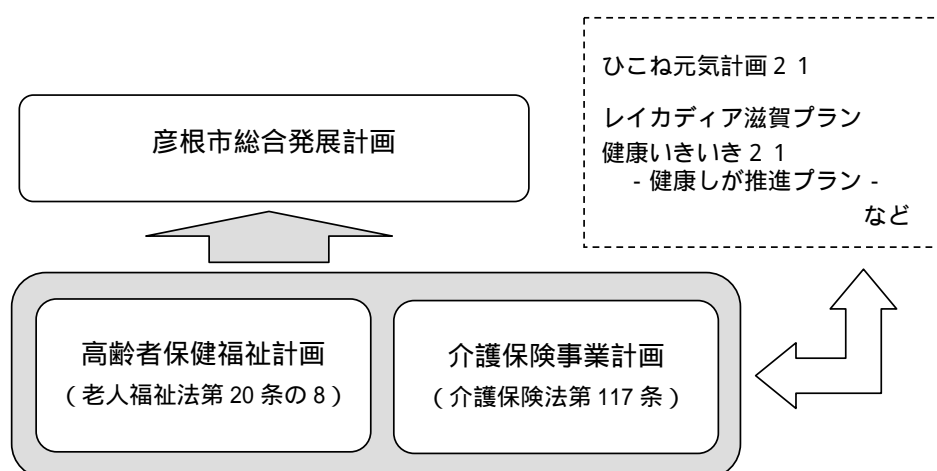 ひこね元気計画２１
レイカディア滋賀プラン
健康いきいき２１
- 健康しが推進プラン -
など
彦根市総合発展計画
高齢者保健福祉計画
（老人福祉法第 20 条の 8）
介護保険事業計画
（介護保険法第 117 条）